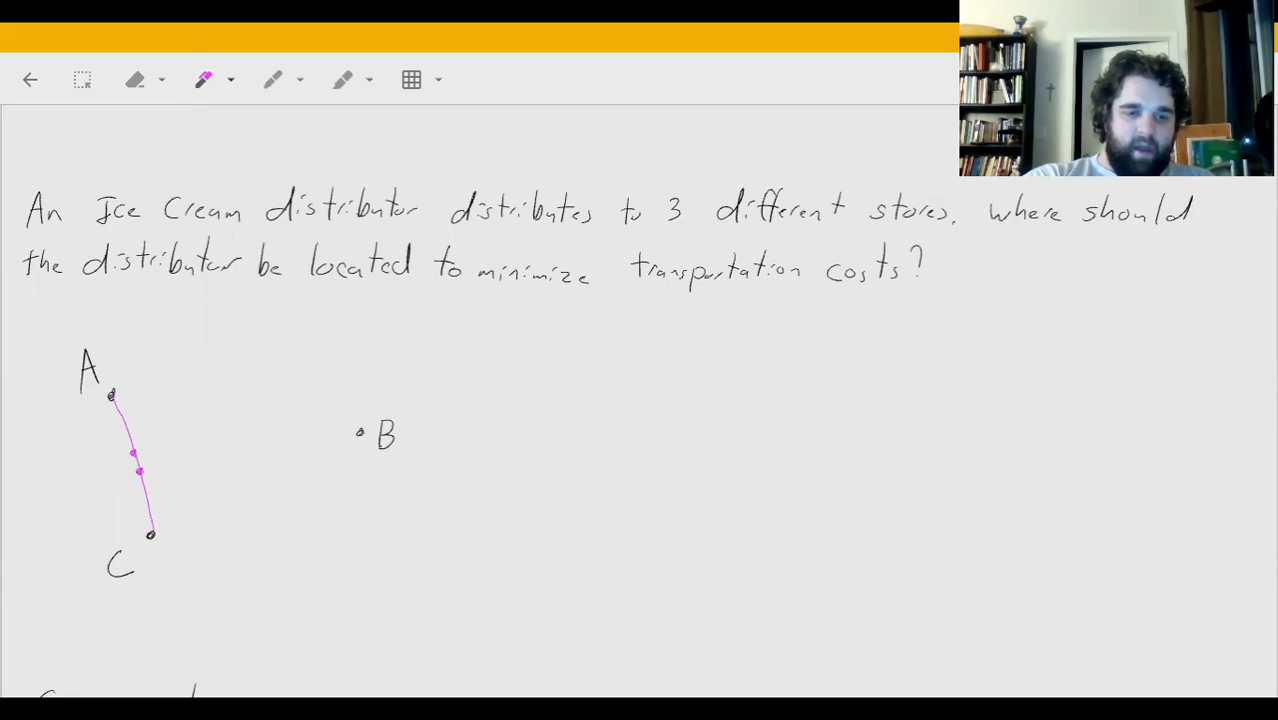 An Ice Cream distributor distributes to 3 different stores. Where should
the distributor be located to minimize transportation costs?
A
B
C